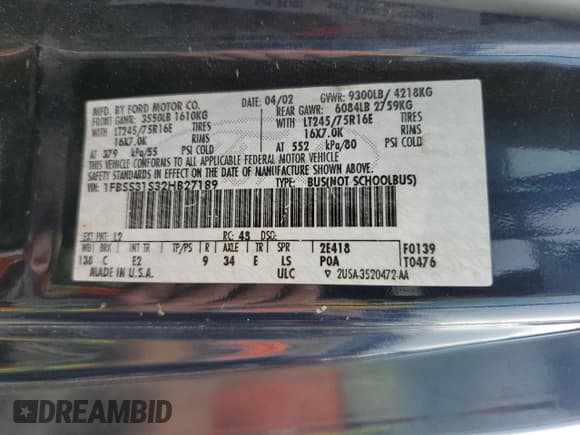 MFD. BY FORD MOTOR CO.
DATE: 04/02 GVWR: 9300LB/ 4218KG
FRONT GAWR: 3550LB 1610KG REAR GAWR: 6084LB 2759KG
WITH LT245/75R16E TIRES WITH LT245/75R16E TIRES
16X7.0K RIMS 16X7.0K RIMS
AT 379 kPa/55 PSI COLD AT 552 kPa/80 PSI COLD
THIS VEHICLE CONFORMS TO ALL APPLICABLE FEDERAL MOTOR VEHICLE
SAFETY STANDARDS IN EFFECT ON THE DATE OF MANUFACTURE SHOWN ABOVE.
VIN: 1FBSS31S32HB27189 TYPE: BUS(NOT SCHOOLBUS)
EXT PNT: L2 RC: 43 DSO:
WB BRK INT TR TP/PS R AXLE TR SPR 2E418 F0139
138 C E2 9 34 E LS P0A T0476
MADE IN U.S.A. ULC ▽ 2USA-3520472-AA
DREAMBID